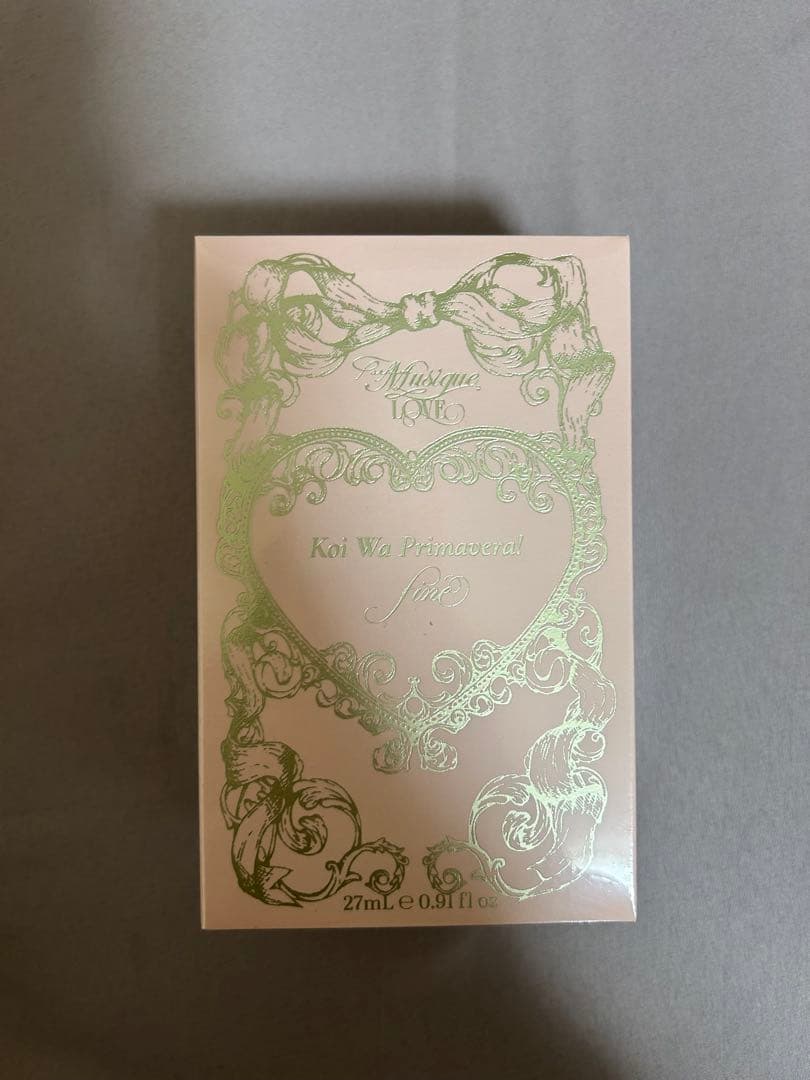 Musique
LOVE
Koi Wa Primavera!
fine
27mL ℮ 0.91 fl oz